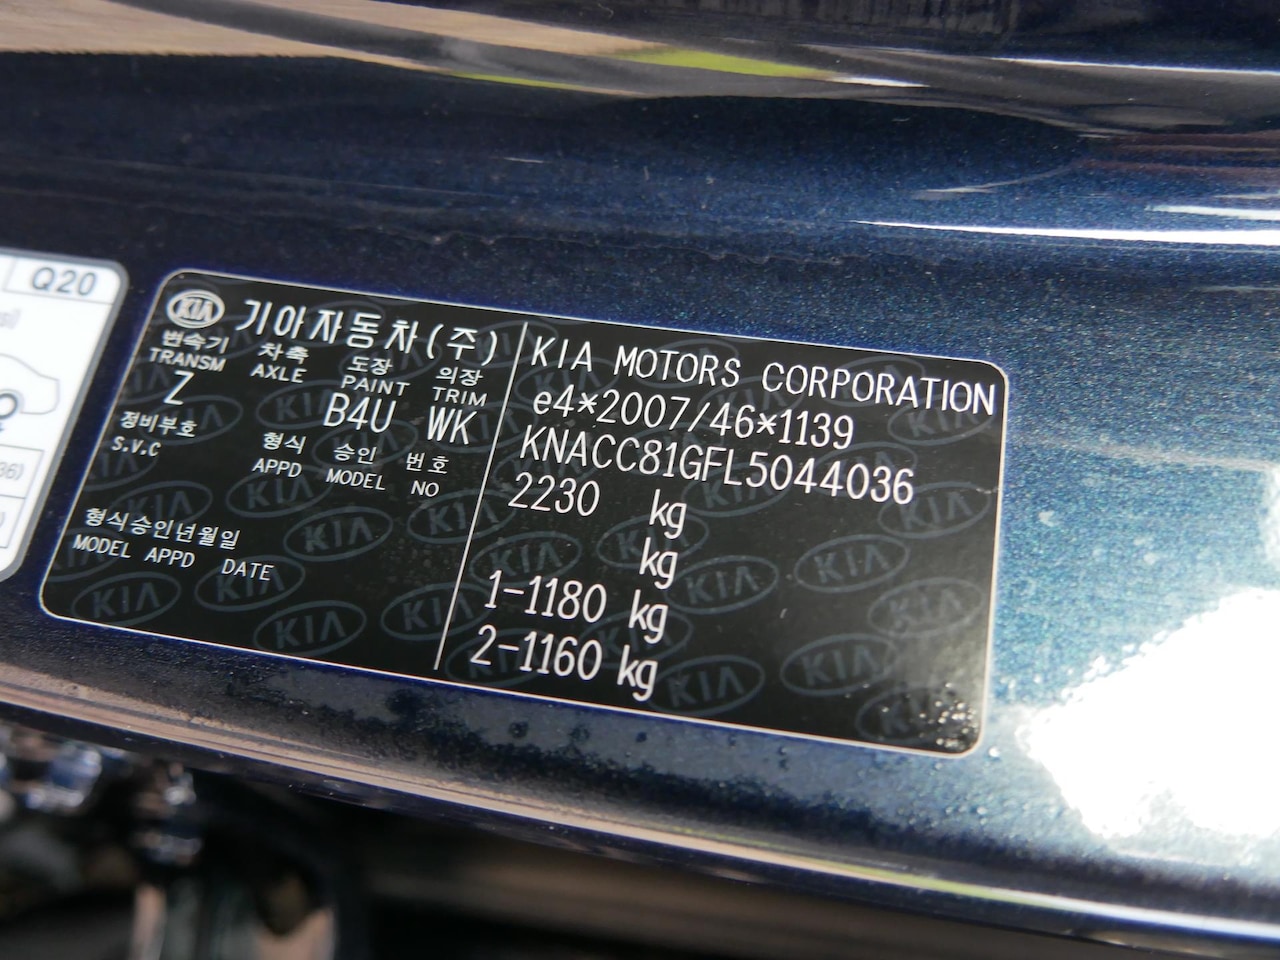 Q20
KIA 기아자동차(주)
변속기 차축 도장 의장
TRANSM AXLE PAINT TRIM
Z B4U WK
정비부호 형식 승인 번호
S.V.C APPD MODEL NO
형식승인년월일
MODEL APPD DATE
KIA MOTORS CORPORATION
e4*2007/46*1139
KNACC81GFL5044036
2230 kg
kg
1-1180 kg
2-1160 kg